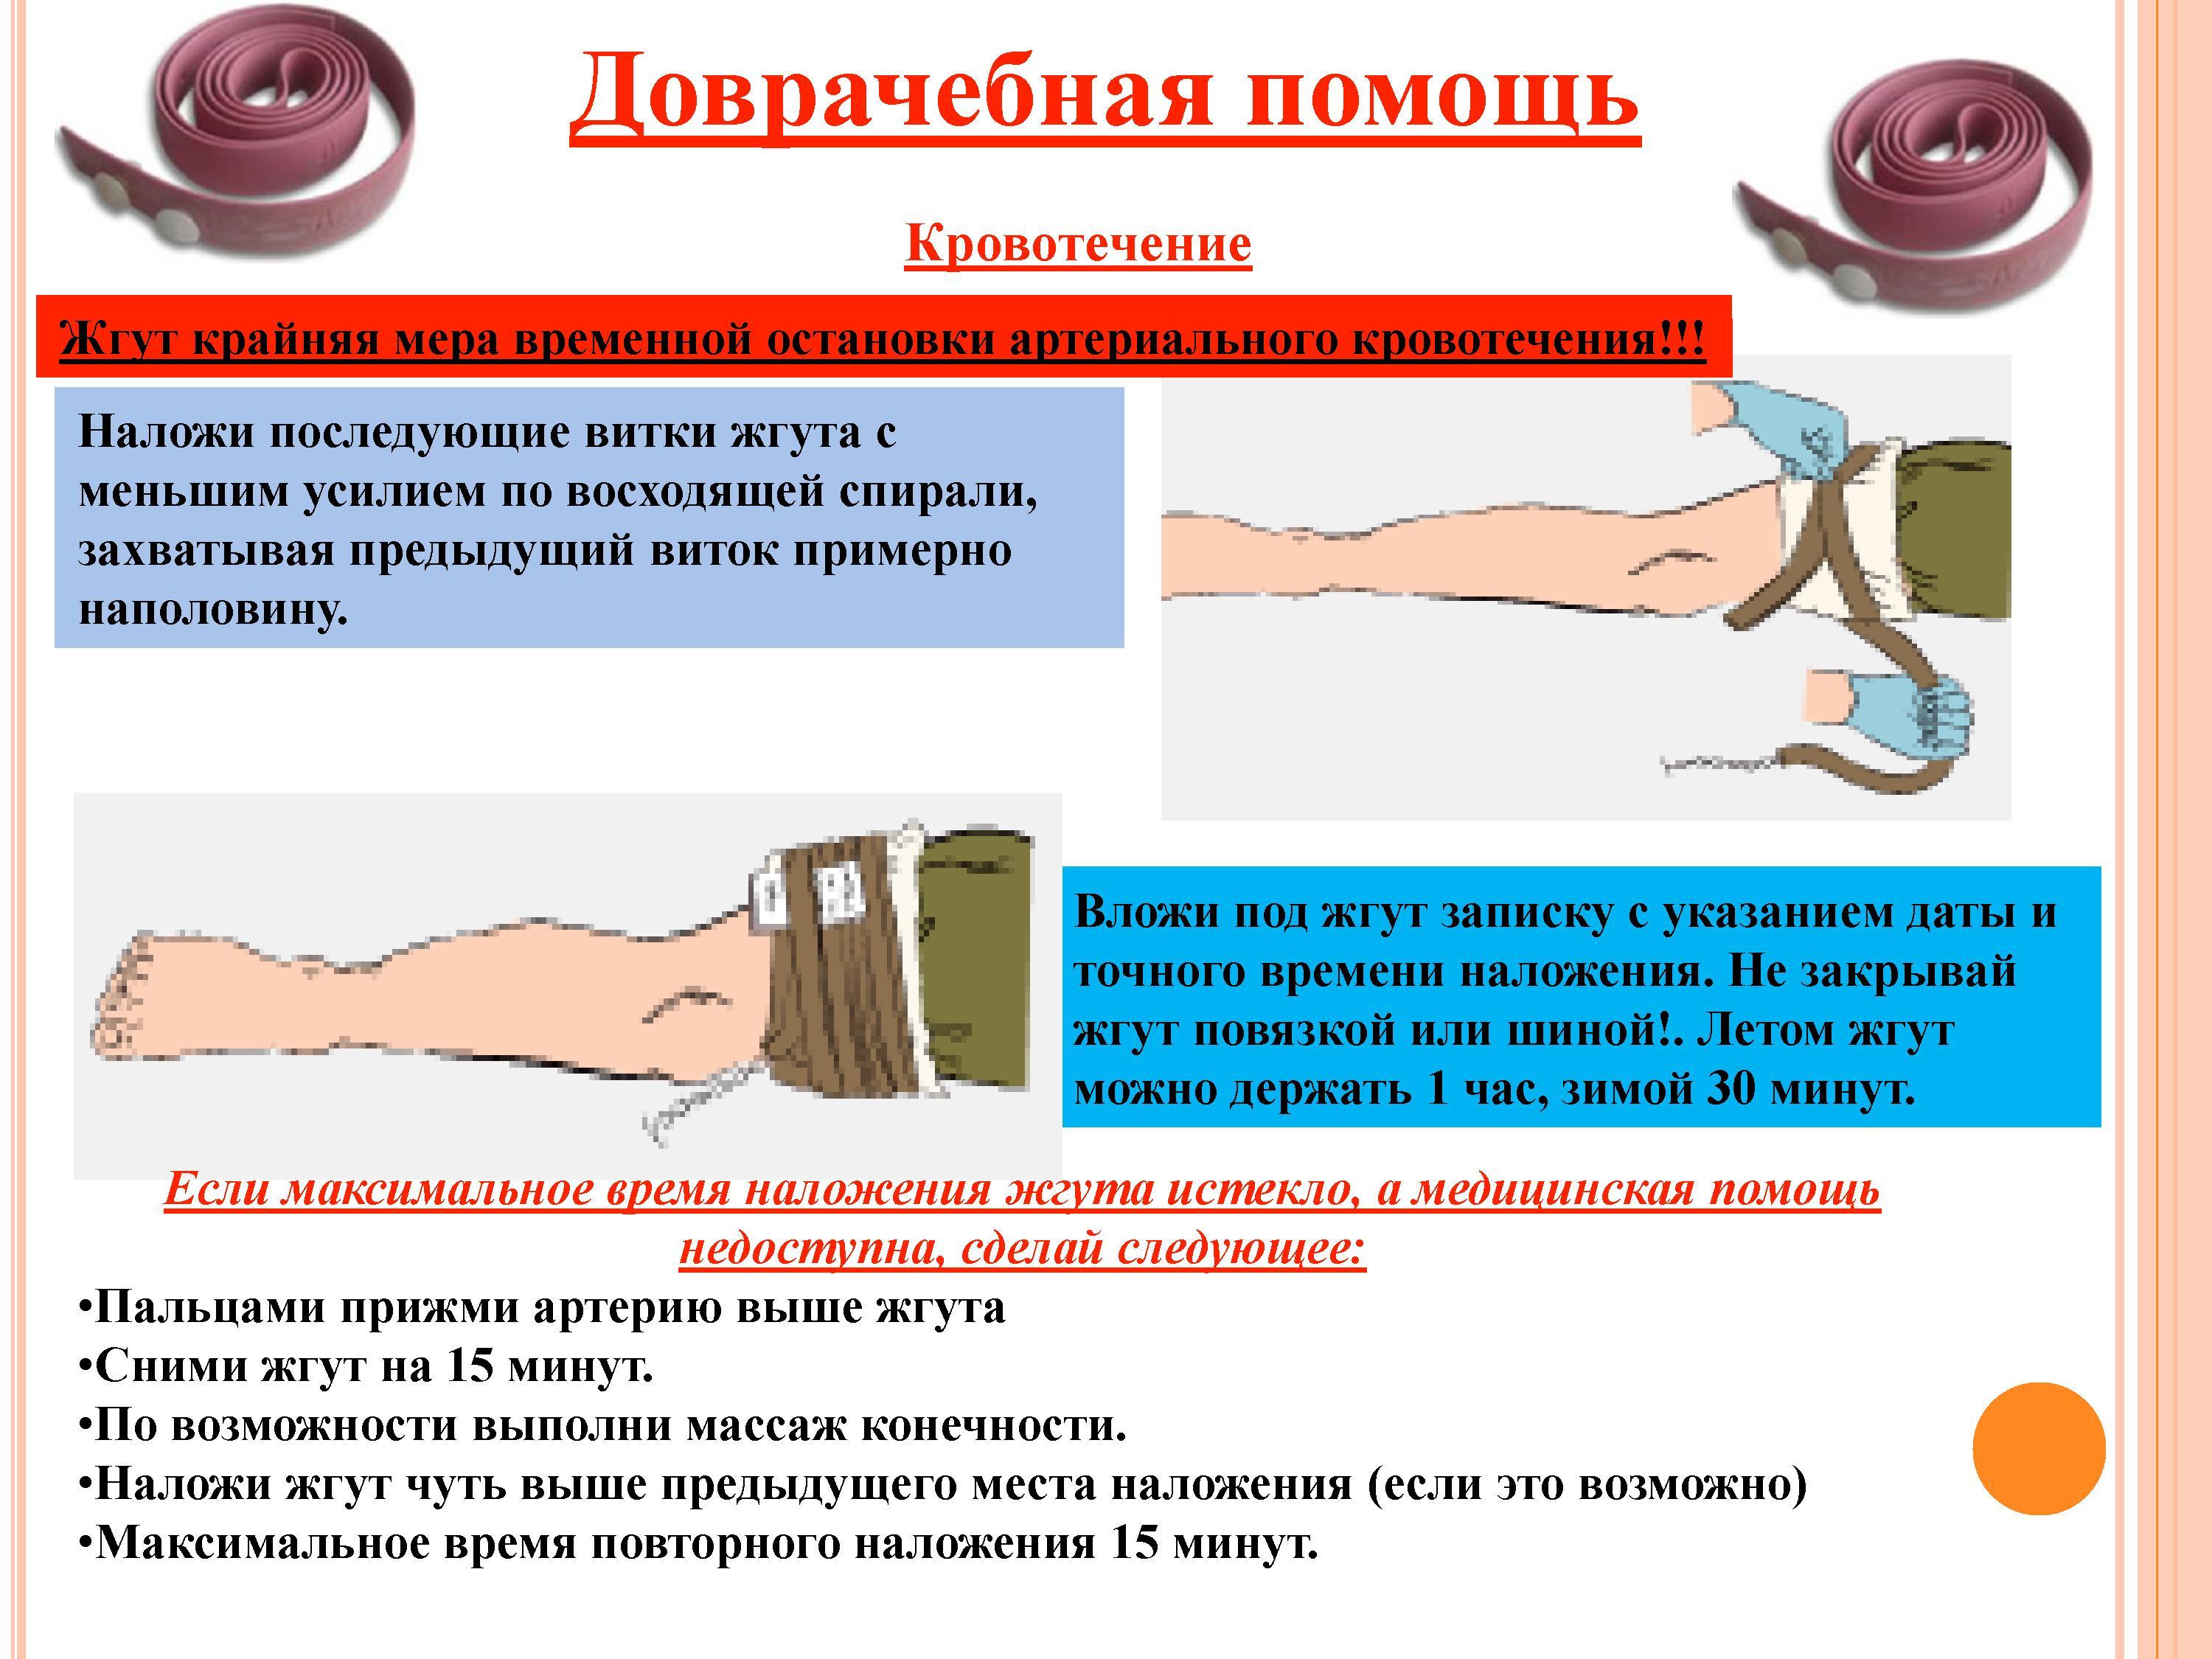 Доврачебная помощь
Кровотечение
Жгут крайняя мера временной остановки артериального кровотечения!!!
Наложи последующие витки жгута с
меньшим усилием по восходящей спирали,
захватывая предыдущий виток примерно
наполовину.
Вложи под жгут записку с указанием даты и
точного времени наложения. Не закрывай
жгут повязкой или шиной!. Летом жгут
можно держать 1 час, зимой 30 минут.
Если максимальное время наложения жгута истекло, а медицинская помощь
недоступна, сделай следующее:
•Пальцами прижми артерию выше жгута
•Сними жгут на 15 минут.
•По возможности выполни массаж конечности.
•Наложи жгут чуть выше предыдущего места наложения (если это возможно)
•Максимальное время повторного наложения 15 минут.